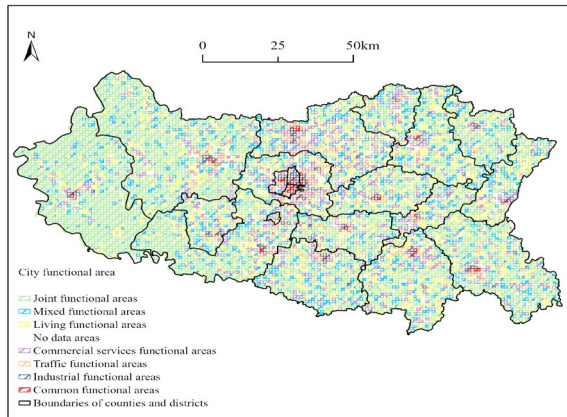 N
0 25 50km
City functional area
Joint functional areas
Mixed functional areas
Living functional areas
No data areas
Commercial services functional areas
Traffic functional areas
Industrial functional areas
Common functional areas
Boundaries of counties and districts